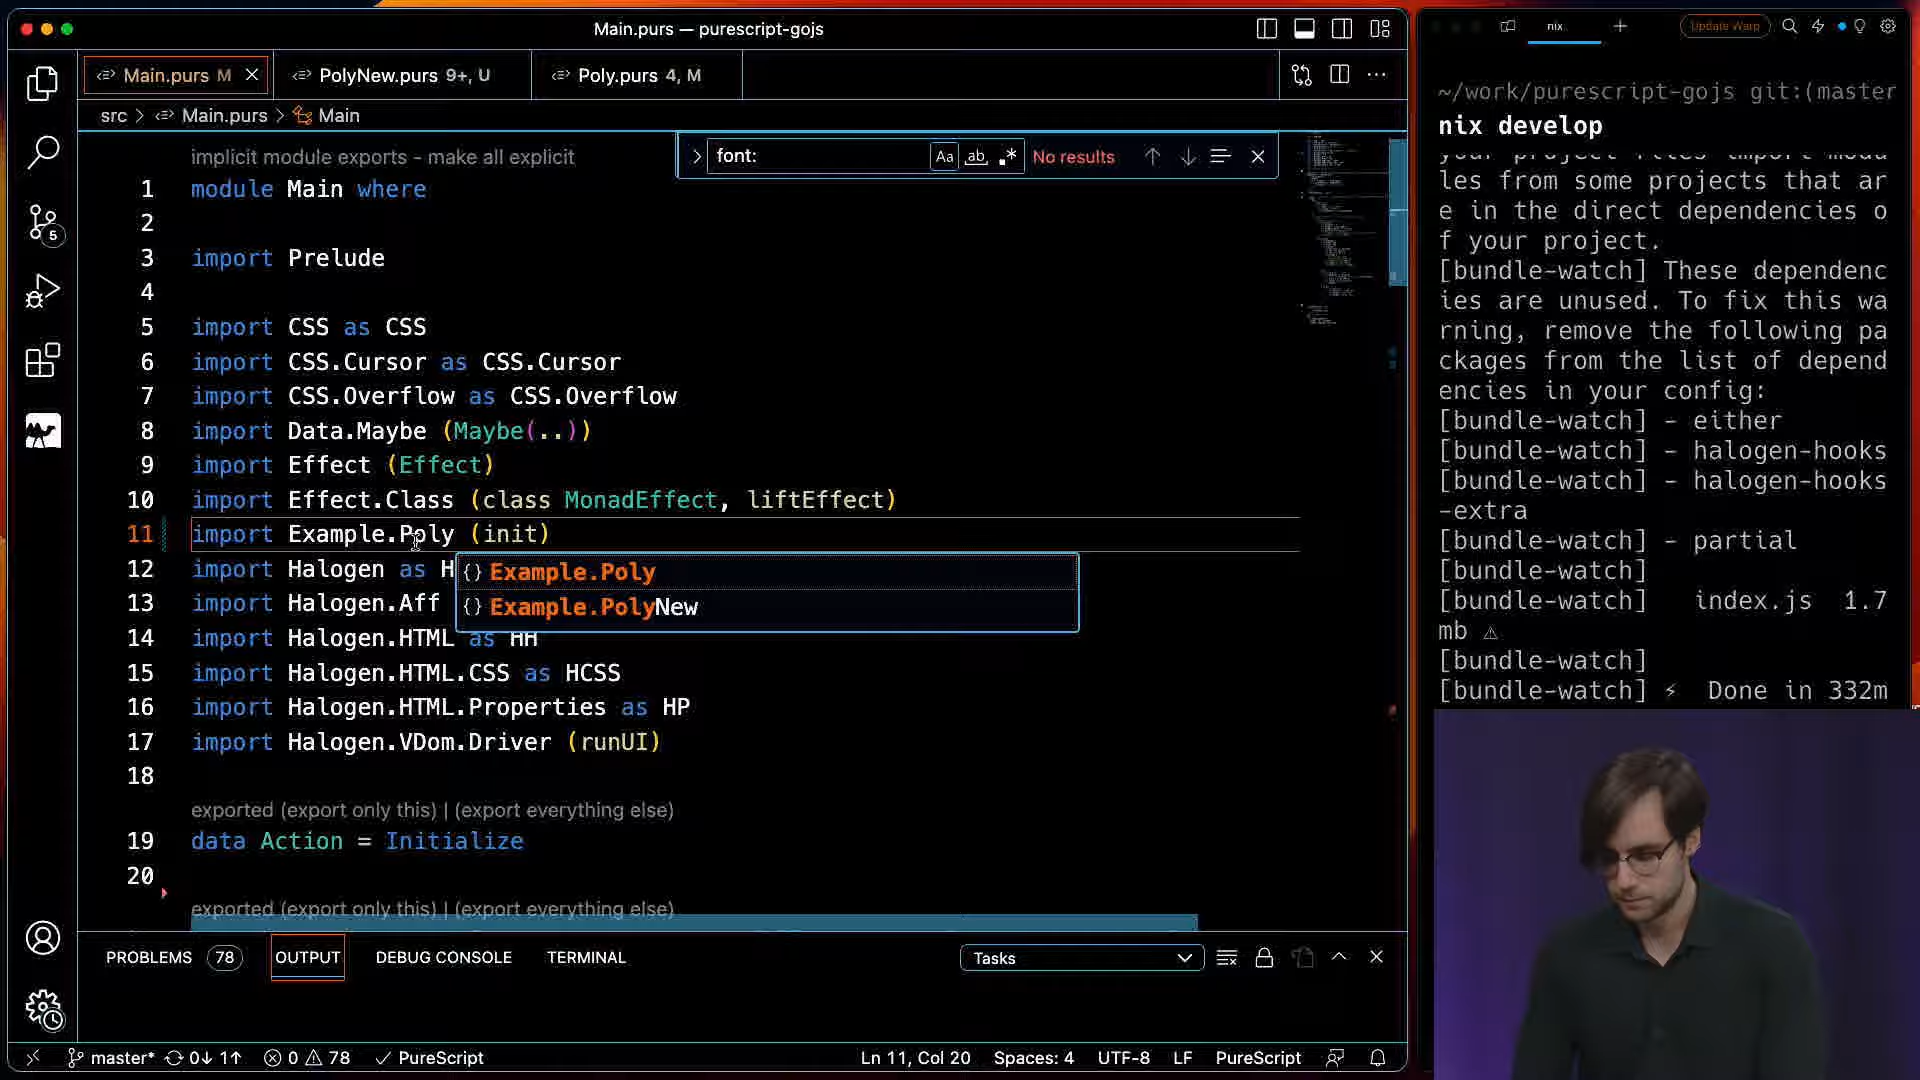 Main.purs — purescript-gojs
Main.purs M
PolyNew.purs 9+, U
Poly.purs 4, M
src > Main.purs > Main
font:
Aa
ab
No results
implicit module exports - make all explicit
1 module Main where
2
3 import Prelude
4
5 import CSS as CSS
6 import CSS.Cursor as CSS.Cursor
7 import CSS.Overflow as CSS.Overflow
8 import Data.Maybe (Maybe(..))
9 import Effect (Effect)
10 import Effect.Class (class MonadEffect, liftEffect)
11 import Example.Poly (init)
12 import Halogen as H
{} Example.Poly
13 import Halogen.Aff
{} Example.PolyNew
14 import Halogen.HTML as HH
15 import Halogen.HTML.CSS as HCSS
16 import Halogen.HTML.Properties as HP
17 import Halogen.VDom.Driver (runUI)
18
exported (export only this) | (export everything else)
19 data Action = Initialize
20
exported (export only this) | (export everything else)
5
PROBLEMS 78
OUTPUT
DEBUG CONSOLE
TERMINAL
Tasks
master* 0↓ 1↑ 0 78 PureScript
Ln 11, Col 20
Spaces: 4
UTF-8
LF
PureScript
nix
Update Warp
~/work/purescript-gojs git:(master
nix develop
your project files import modu
les from some projects that ar
e in the direct dependencies o
f your project.
[bundle-watch] These dependenc
ies are unused. To fix this wa
rning, remove the following pa
ckages from the list of depend
encies in your config:
[bundle-watch] - either
[bundle-watch] - halogen-hooks
[bundle-watch] - halogen-hooks
-extra
[bundle-watch] - partial
[bundle-watch]
[bundle-watch] index.js 1.7
mb ⚠
[bundle-watch]
[bundle-watch] ⚡ Done in 332m